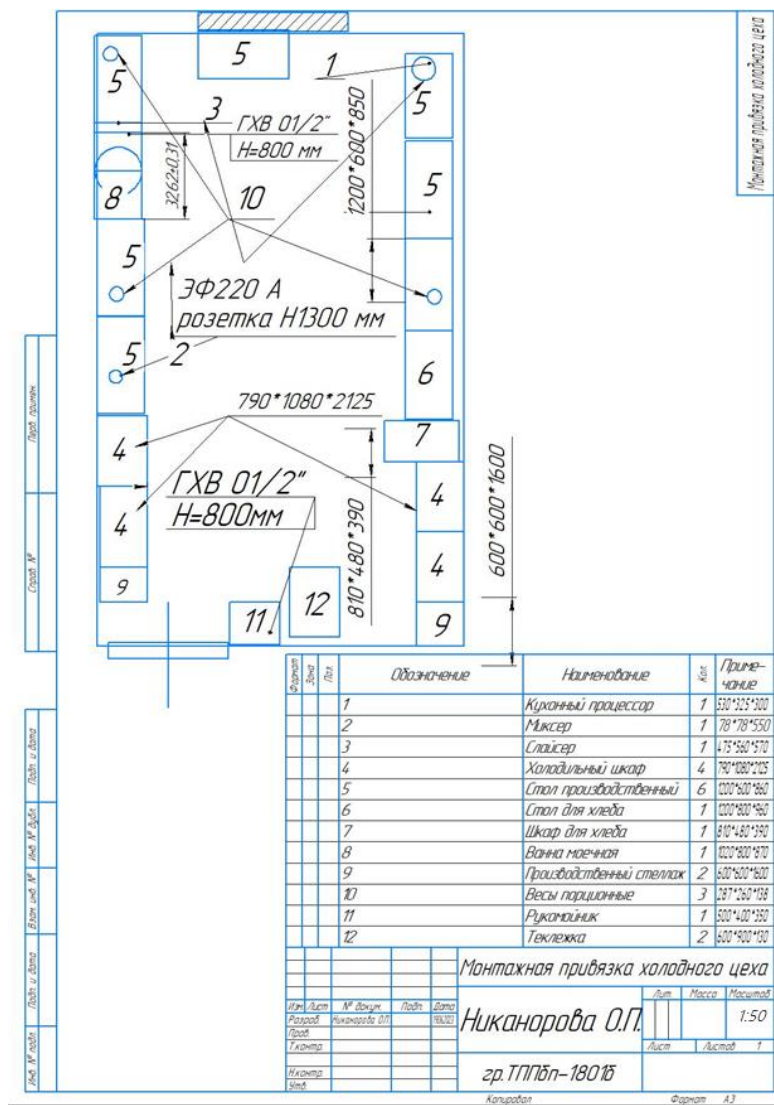 Монтажная привязка холодного цеха
5
1
5
5
3
ГХВ 01/2"
H=800 мм
1200*600*850
3262±0,31
8
10
5
5
ЭФ220 А
розетка H1300 мм
5
2
6
790*1080*2125
4
7
ГХВ 01/2"
H=800мм
4
4
810*480*390
600*600*1600
4
9
12
11
9
Перв. примен.
Справ. №
Подп. и дата
Инв. № дубл.
Взам. инв. №
Подп. и дата
Инв. № подл.
Формат Зона Поз. Обозначение Наименование Кол. Приме-
чание
1 Кухонный процессор 1 530*325*300
2 Миксер 1 78*78*550
3 Слайсер 1 475*560*570
4 Холодильный шкаф 4 790*1080*2125
5 Стол производственный 6 1200*600*860
6 Стол для хлеба 1 1200*800*960
7 Шкаф для хлеба 1 810*480*390
8 Ванна моечная 1 1020*800*870
9 Производственный стеллаж 2 600*600*1600
10 Весы порционные 3 287*260*138
11 Рукомойник 1 500*400*350
12 Теклежка 2 600*900*130
Монтажная привязка холодного цеха
Изм. Лист № докум. Подп. Дата
Разраб. Никанорова О.П.
Пров.
Т.контр.
Н.контр.
Утв.
Никанорова О.П.
Лит. Масса Масштаб
1:50
Лист Листов 1
гр.ТППбп-1801б
Копировал Формат А3